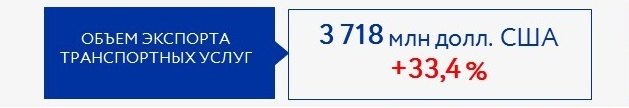 ОБЪЕМ ЭКСПОРТА
ТРАНСПОРТНЫХ УСЛУГ
3 718 млн долл. США
+33,4 %